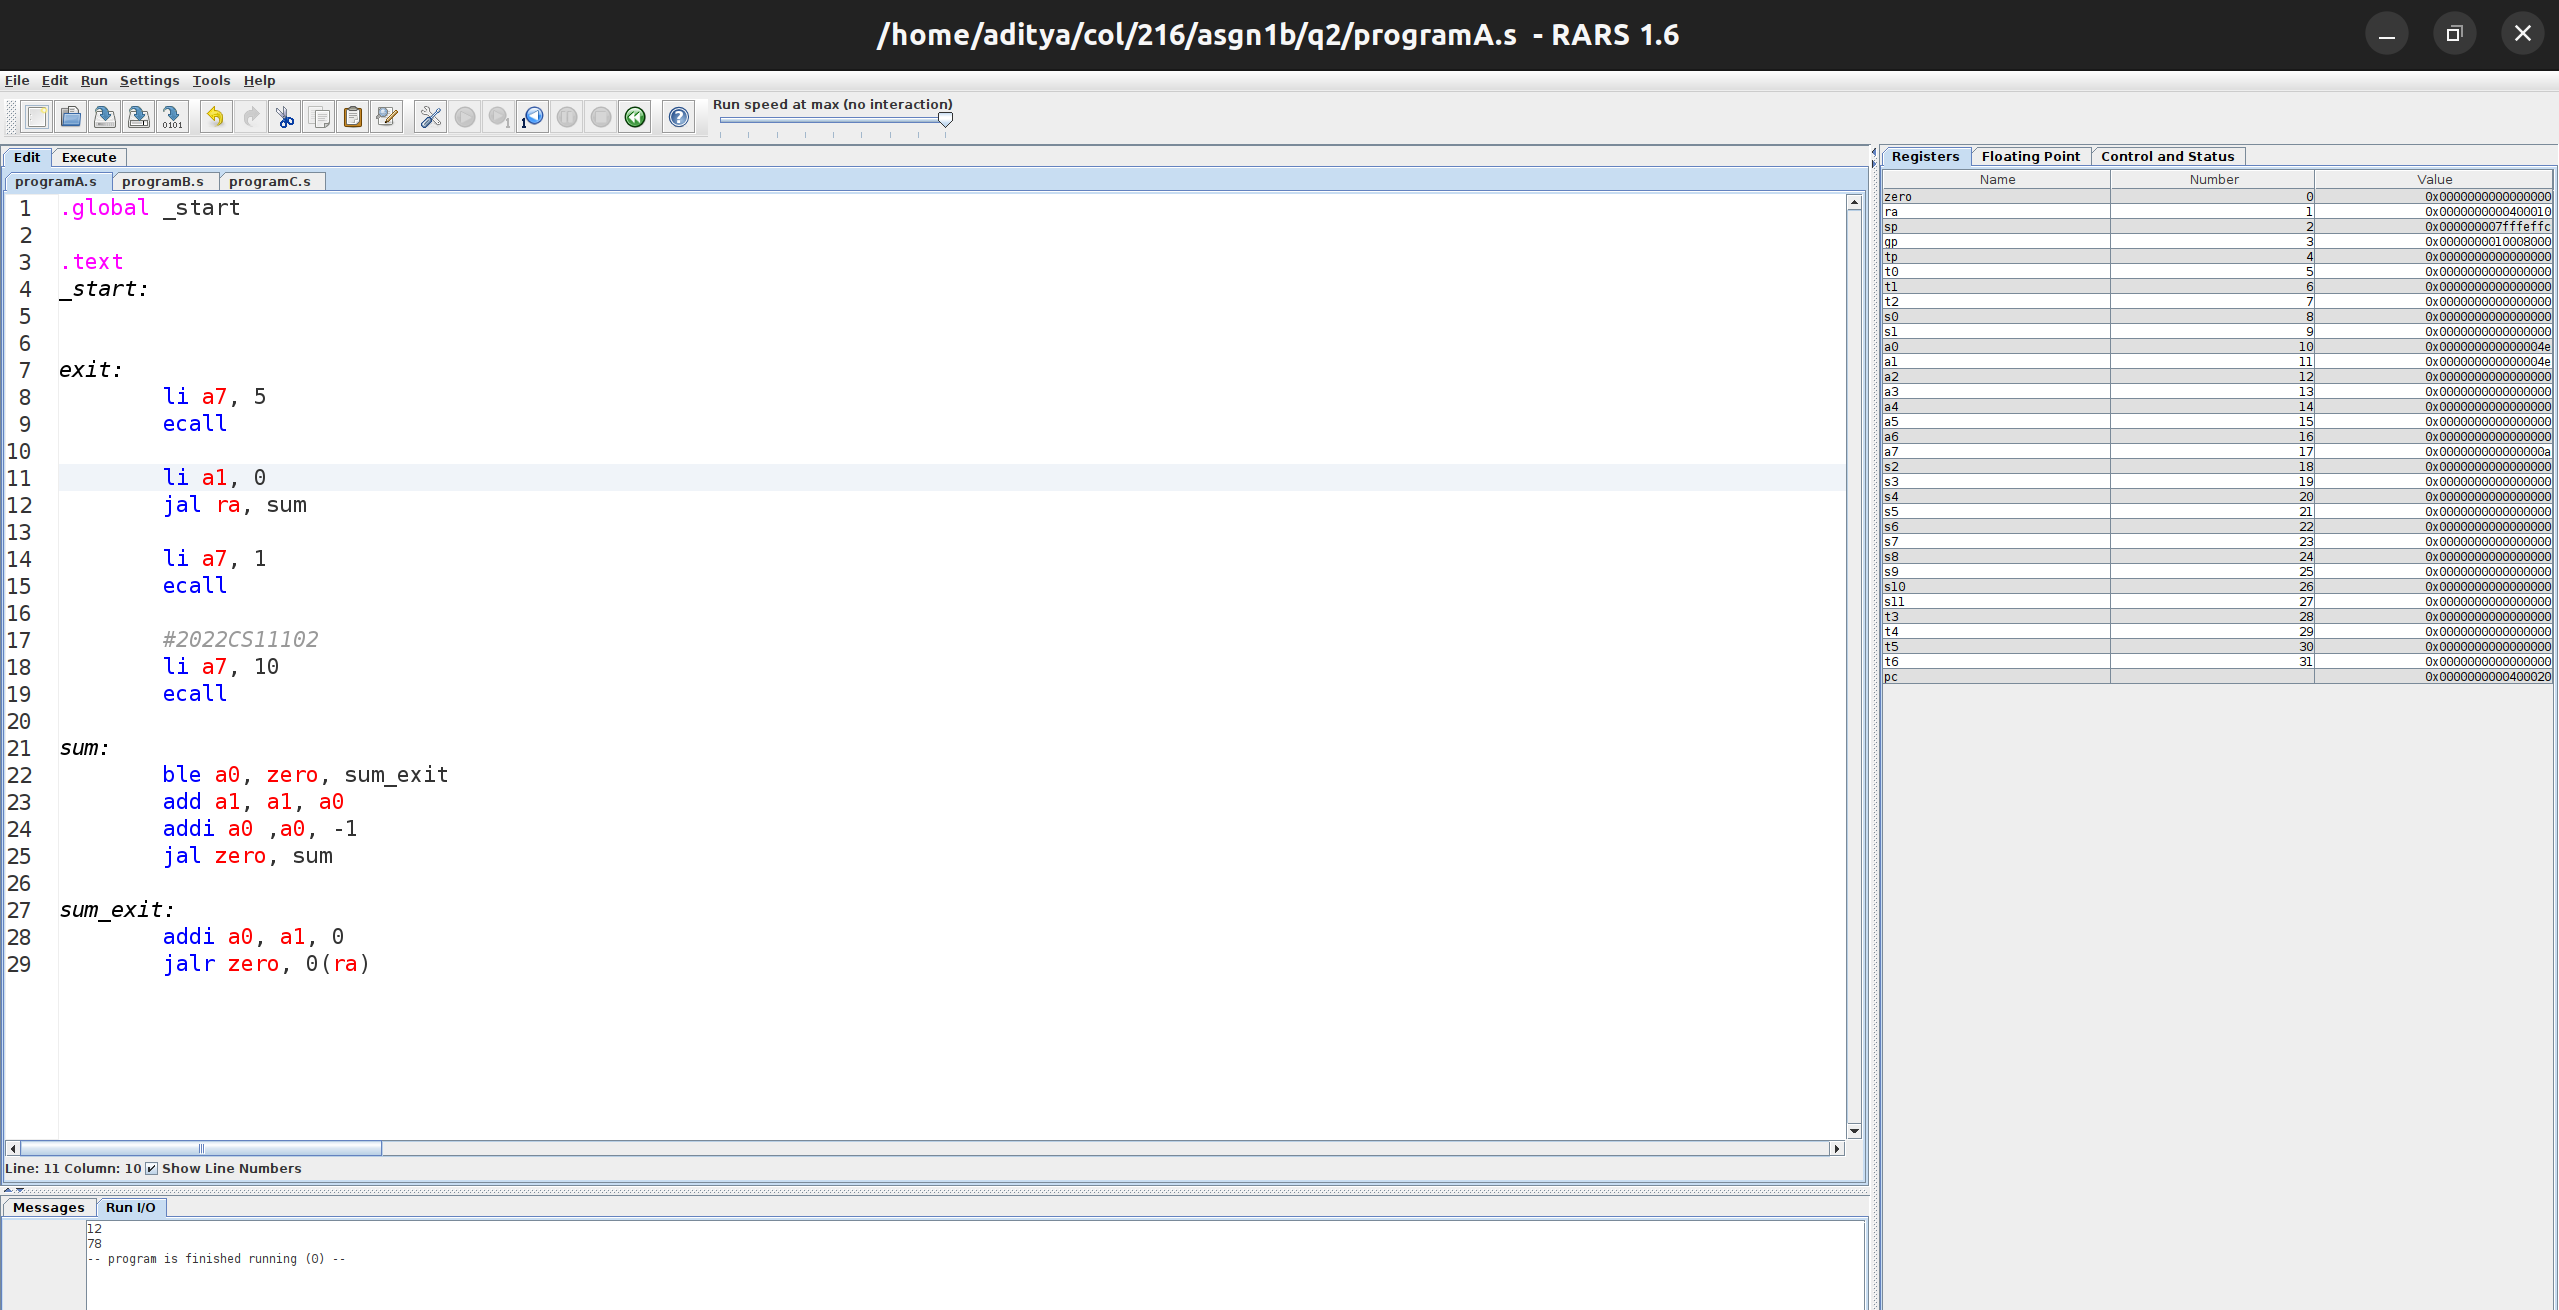 /home/aditya/col/216/asgn1b/q2/programA.s - RARS 1.6
File Edit Run Settings Tools Help
Run speed at max (no interaction)
Edit Execute
programA.s programB.s programC.s
1 .global _start
2
3 .text
4 _start:
5
6
7 exit:
8 li a7, 5
9 ecall
10
11 li a1, 0
12 jal ra, sum
13
14 li a7, 1
15 ecall
16
17 #2022CS11102
18 li a7, 10
19 ecall
20
21 sum:
22 ble a0, zero, sum_exit
23 add a1, a1, a0
24 addi a0 ,a0, -1
25 jal zero, sum
26
27 sum_exit:
28 addi a0, a1, 0
29 jalr zero, 0(ra)
Line: 11 Column: 10 Show Line Numbers
Messages Run I/O
12
78
-- program is finished running (0) --
Registers Floating Point Control and Status
Name Number Value
zero 0 0x0000000000000000
ra 1 0x0000000000400010
sp 2 0x000000007fffeffc
gp 3 0x0000000010008000
tp 4 0x0000000000000000
t0 5 0x0000000000000000
t1 6 0x0000000000000000
t2 7 0x0000000000000000
s0 8 0x0000000000000000
s1 9 0x0000000000000000
a0 10 0x000000000000004e
a1 11 0x000000000000004e
a2 12 0x0000000000000000
a3 13 0x0000000000000000
a4 14 0x0000000000000000
a5 15 0x0000000000000000
a6 16 0x0000000000000000
a7 17 0x000000000000000a
s2 18 0x0000000000000000
s3 19 0x0000000000000000
s4 20 0x0000000000000000
s5 21 0x0000000000000000
s6 22 0x0000000000000000
s7 23 0x0000000000000000
s8 24 0x0000000000000000
s9 25 0x0000000000000000
s10 26 0x0000000000000000
s11 27 0x0000000000000000
t3 28 0x0000000000000000
t4 29 0x0000000000000000
t5 30 0x0000000000000000
t6 31 0x0000000000000000
pc 0x0000000000400020